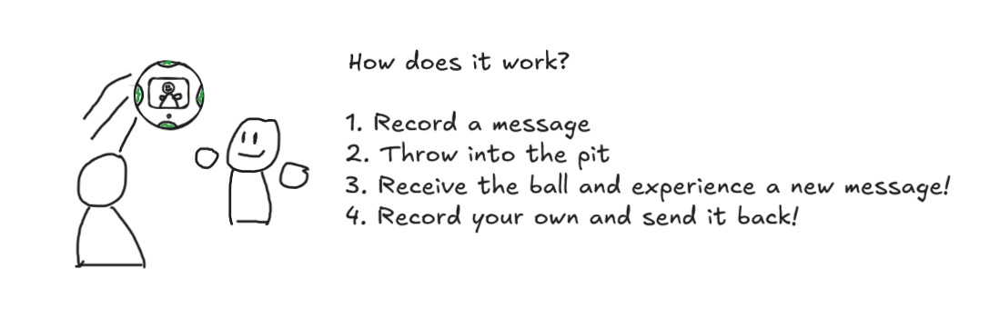 How does it work?
1. Record a message
2. Throw into the pit
3. Receive the ball and experience a new message!
4. Record your own and send it back!